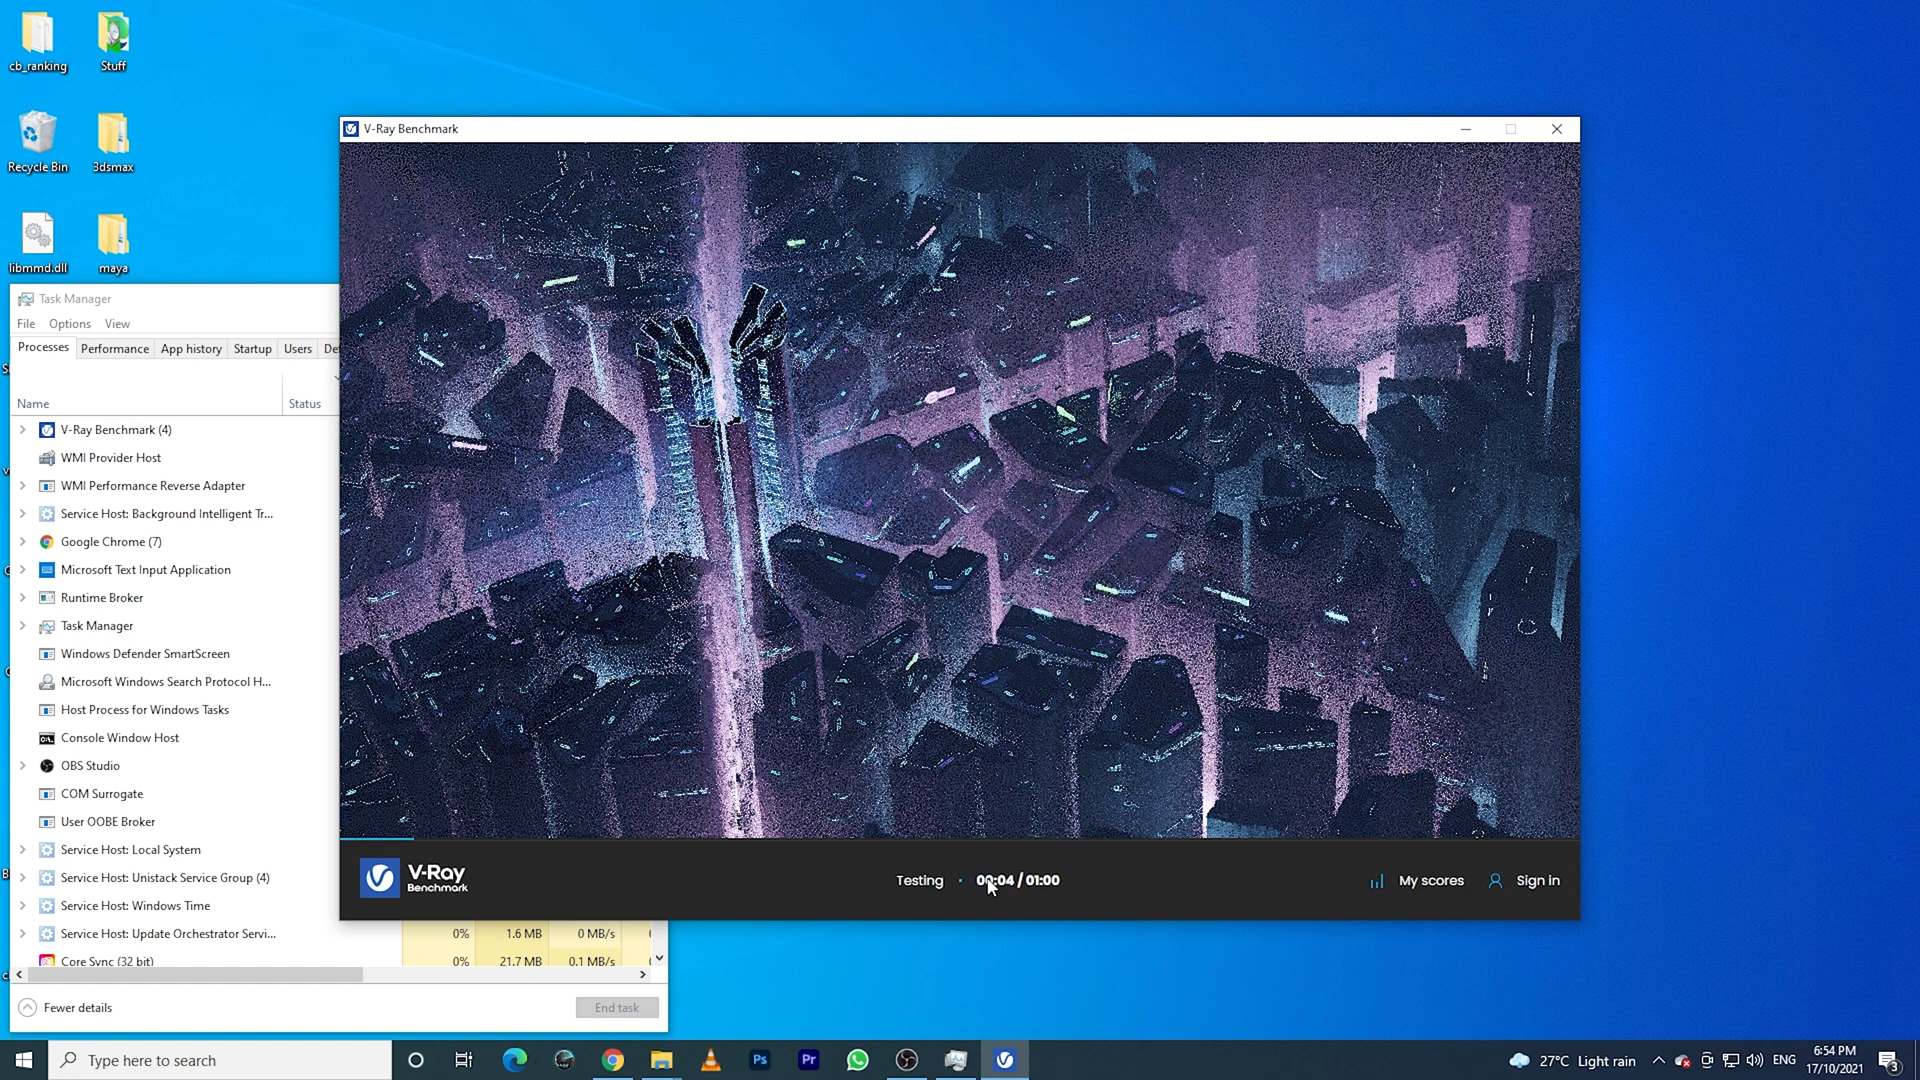 cb_ranking
Stuff
Recycle Bin
3dsmax
libmmd.dll
maya
V-Ray Benchmark
Task Manager
File Options View
Processes Performance App history Startup Users De
Name Status
V-Ray Benchmark (4)
WMI Provider Host
WMI Performance Reverse Adapter
Service Host: Background Intelligent Tr...
Google Chrome (7)
Microsoft Text Input Application
Runtime Broker
Task Manager
Windows Defender SmartScreen
Microsoft Windows Search Protocol H...
Host Process for Windows Tasks
Console Window Host
OBS Studio
COM Surrogate
User OOBE Broker
Service Host: Local System
Service Host: Unistack Service Group (4)
Service Host: Windows Time
Service Host: Update Orchestrator Servi... 0% 1.6 MB 0 MB/s
Core Sync (32 bit) 0% 21.7 MB 0.1 MB/s
Fewer details End task
V-Ray
Benchmark
Testing • 00:04 / 01:00
My scores Sign in
Type here to search
Ps
Pr
27°C Light rain
ENG
6:54 PM
17/10/2021
3